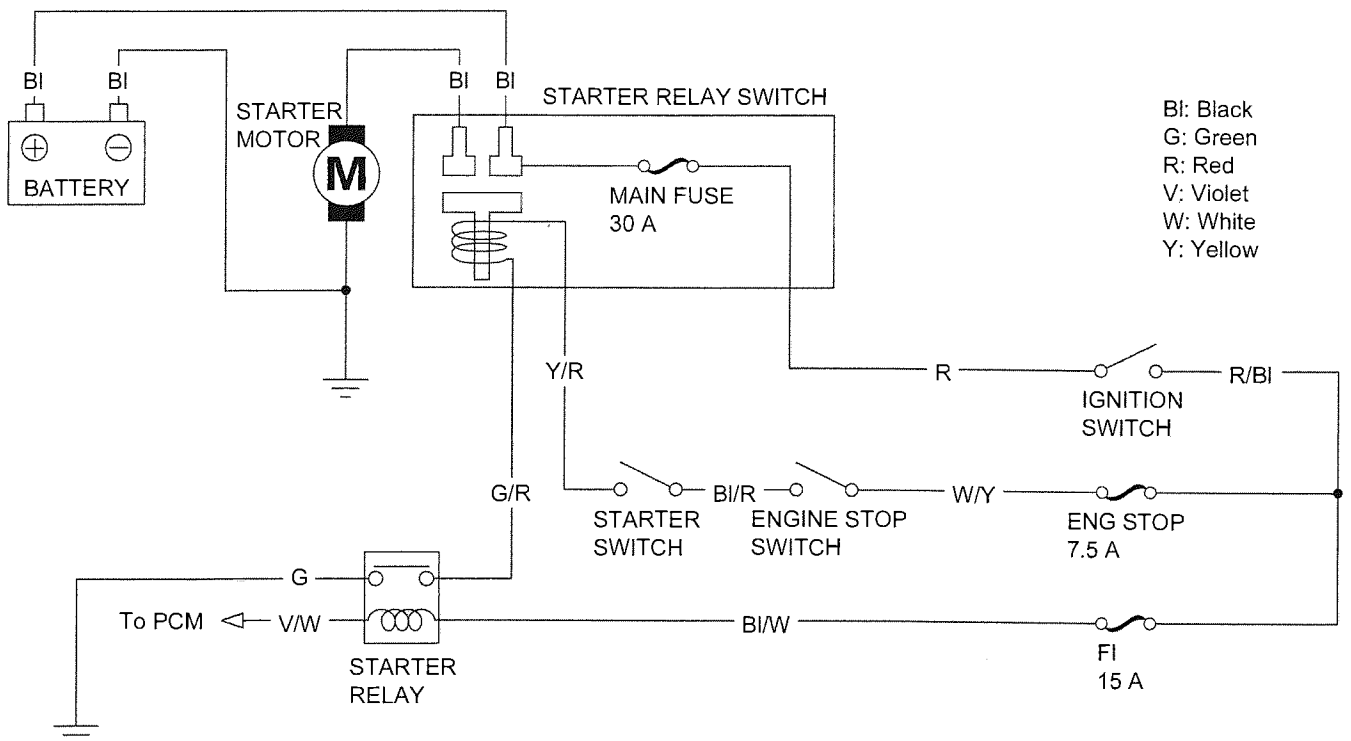 Bl
Bl
Bl
Bl
STARTER RELAY SWITCH
STARTER
MOTOR
M
+
−
BATTERY
MAIN FUSE
30 A
Bl: Black
G: Green
R: Red
V: Violet
W: White
Y: Yellow
Y/R
R
R/Bl
IGNITION
SWITCH
G/R
Bl/R
W/Y
STARTER
SWITCH
ENGINE STOP
SWITCH
ENG STOP
7.5 A
G
To PCM
V/W
Bl/W
STARTER
RELAY
FI
15 A